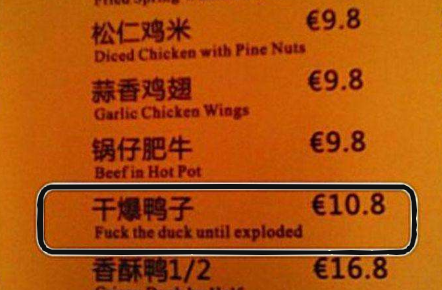 松仁鸡米 €9.8
Diced Chicken with Pine Nuts
蒜香鸡翅 €9.8
Garlic Chicken Wings
锅仔肥牛 €9.8
Beef in Hot Pot
干爆鸭子 €10.8
Fuck the duck until exploded
香酥鸭1/2 €16.8